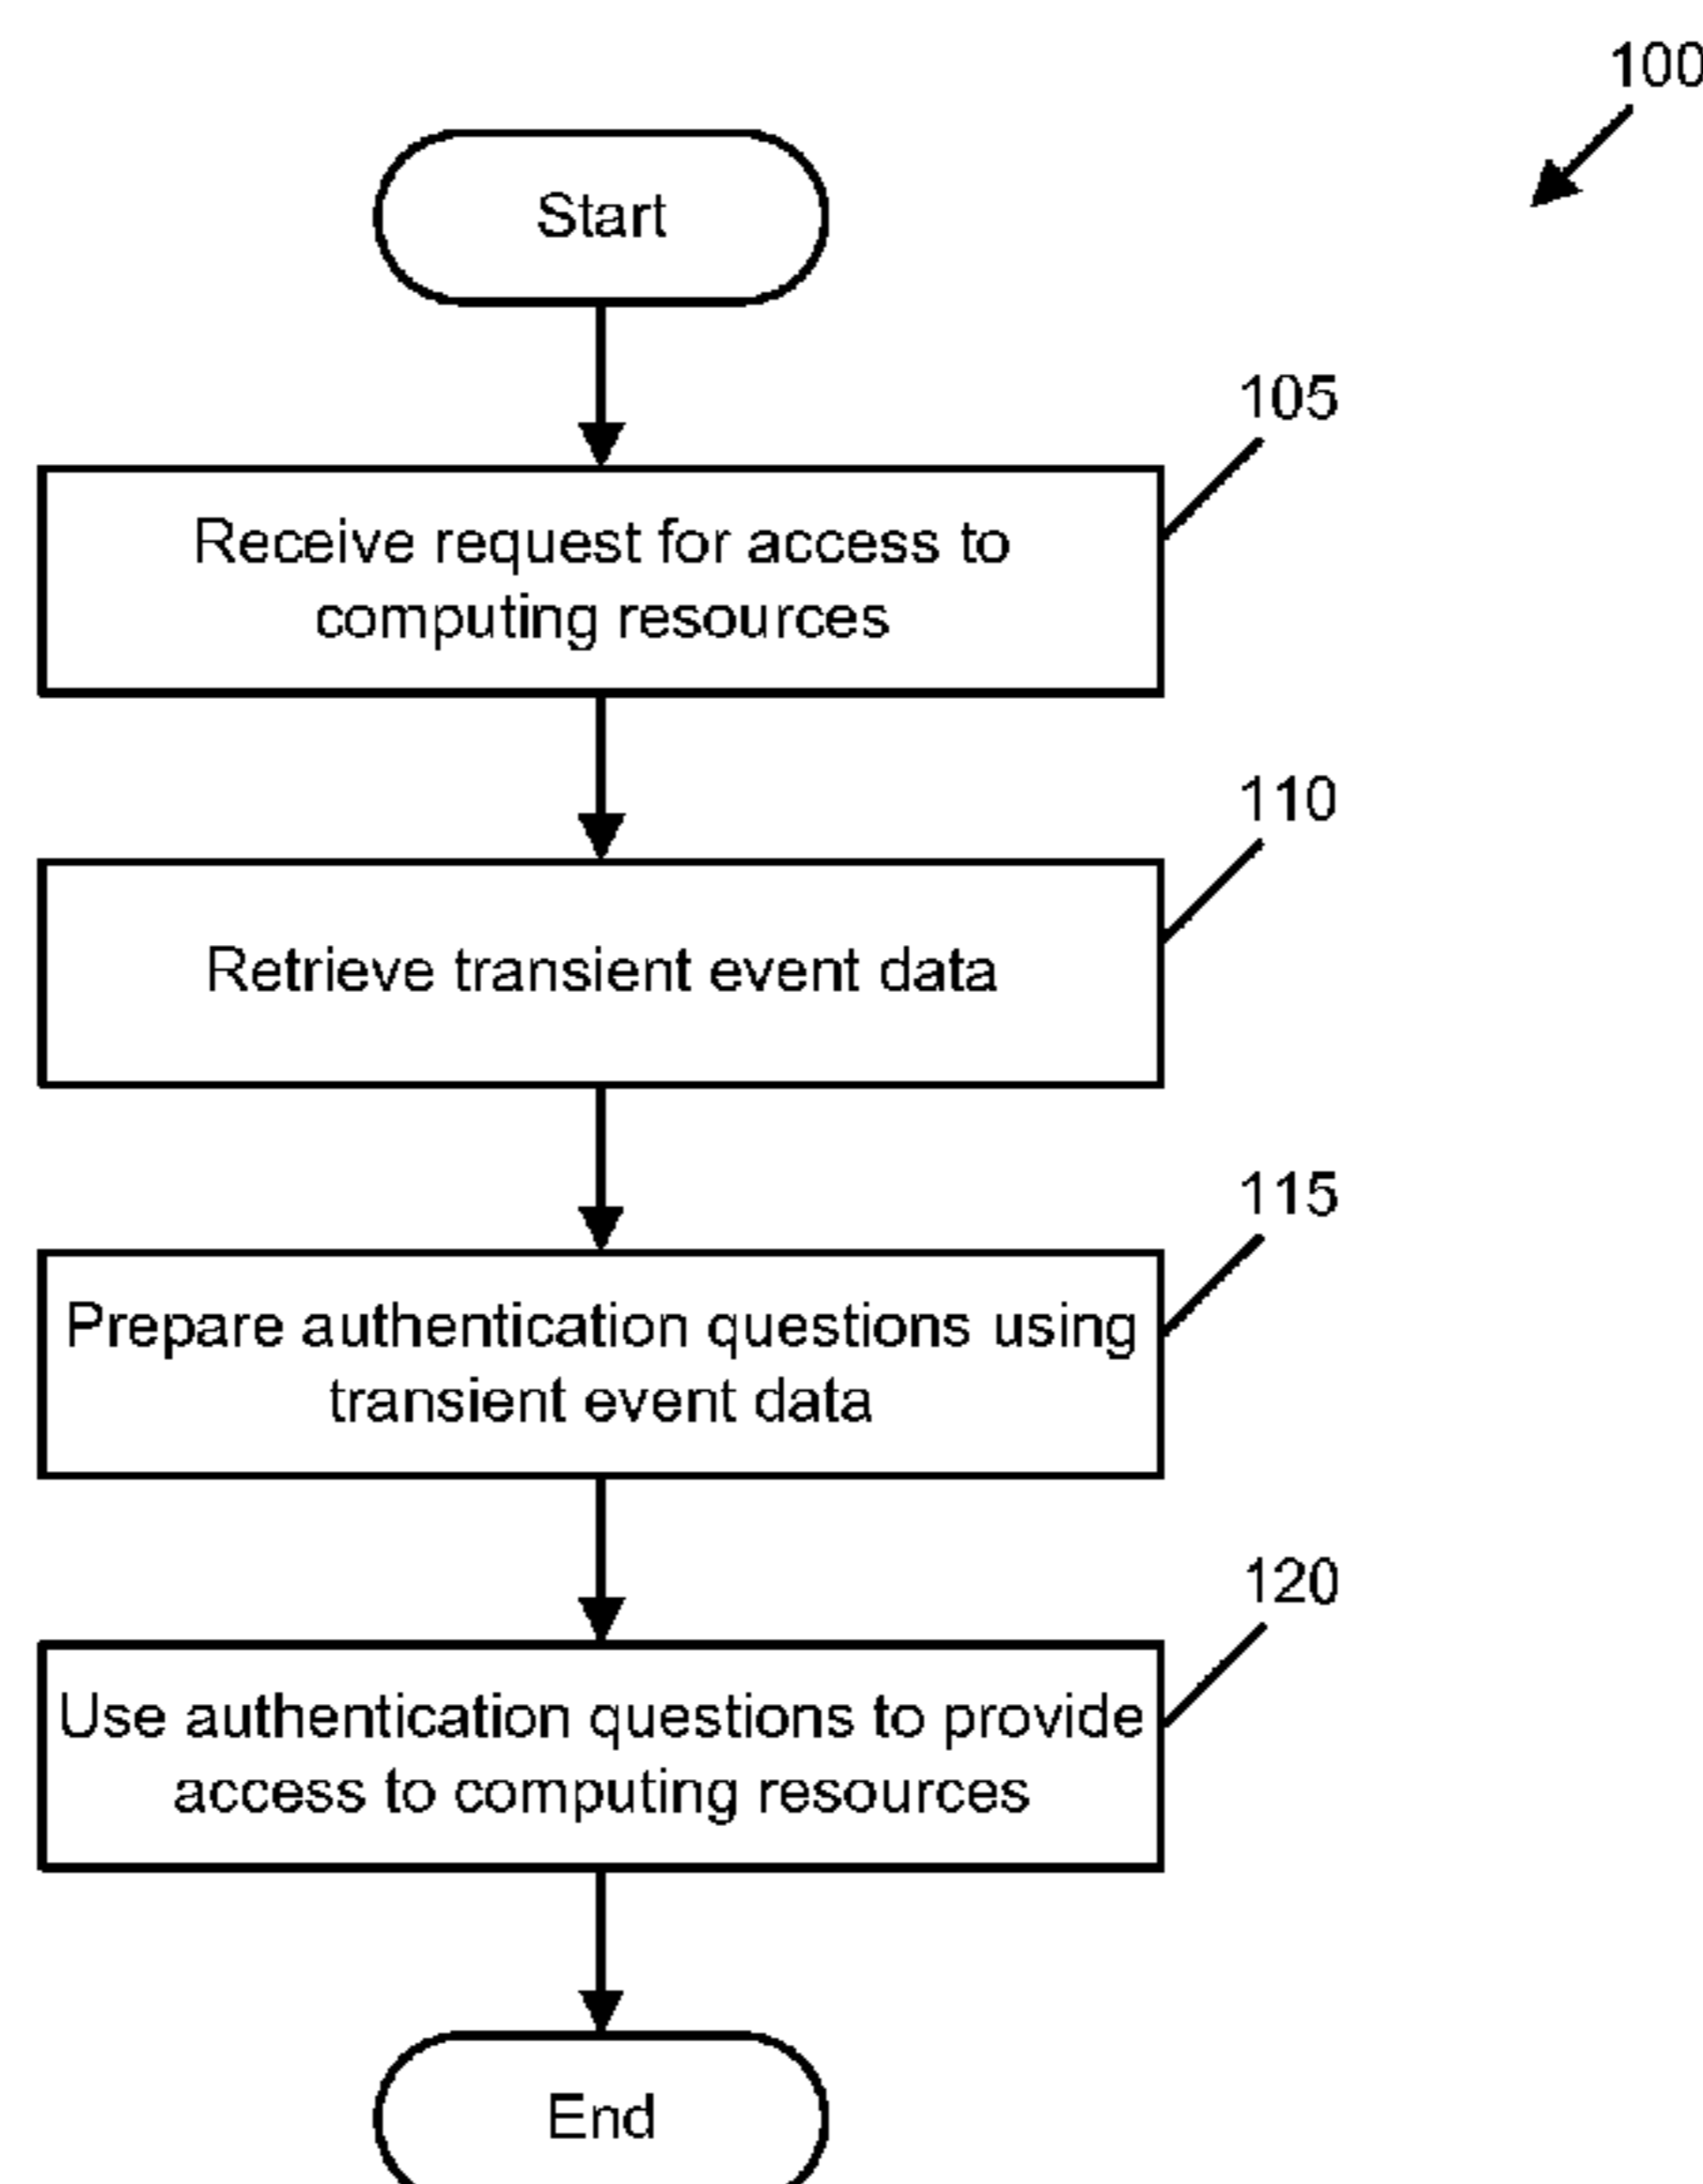 100
Start
105
Receive request for access to
computing resources
110
Retrieve transient event data
115
Prepare authentication questions using
transient event data
120
Use authentication questions to provide
access to computing resources
End